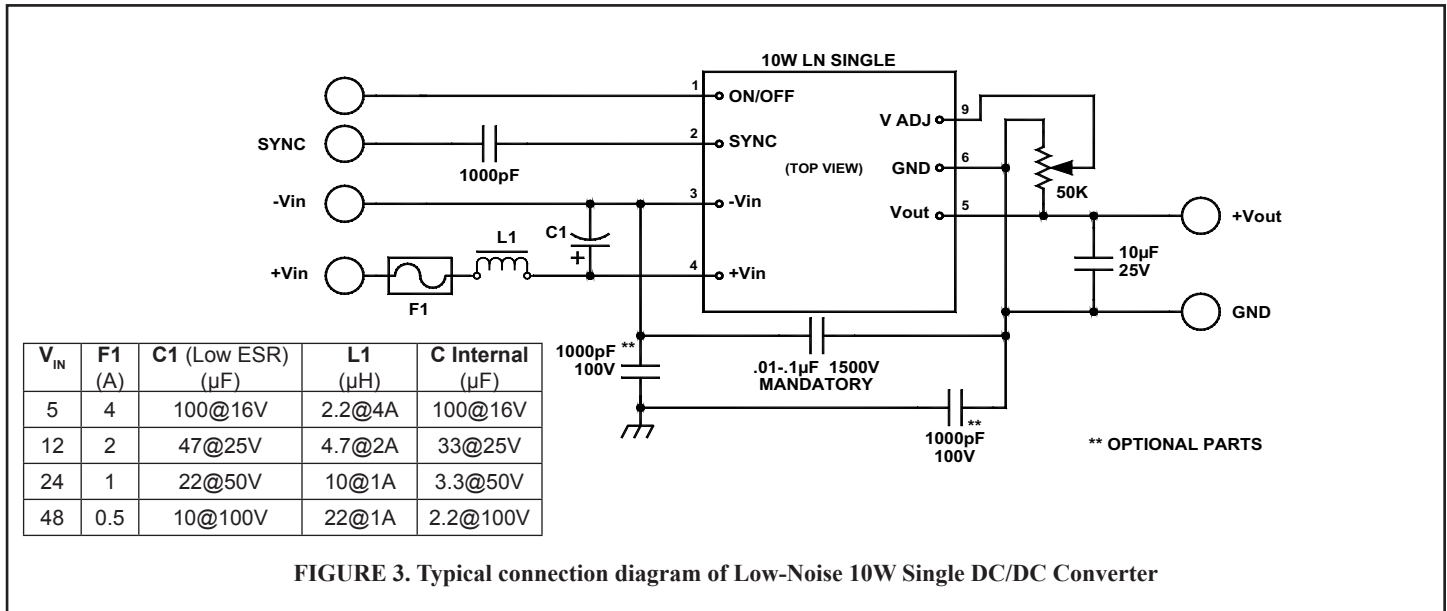 10W LN SINGLE
1
ON/OFF
SYNC
1000pF
2
SYNC
(TOP VIEW)
V ADJ
9
GND
6
50K
-Vin
3
-Vin
Vout
5
+Vout
L1
C1
+
+Vin
F1
4
+Vin
10µF
25V
GND
1000pF **
100V
.01-.1µF 1500V
MANDATORY
**
1000pF
100V
** OPTIONAL PARTS
VIN F1 C1 (Low ESR) L1 C Internal
(A) (µF) (µH) (µF)
5 4 100@16V 2.2@4A 100@16V
12 2 47@25V 4.7@2A 33@25V
24 1 22@50V 10@1A 3.3@50V
48 0.5 10@100V 22@1A 2.2@100V
FIGURE 3. Typical connection diagram of Low-Noise 10W Single DC/DC Converter